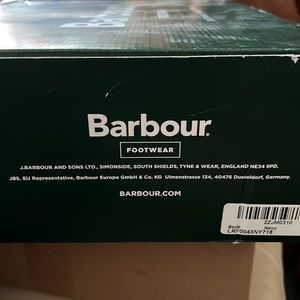 Barbour.
FOOTWEAR
J.BARBOUR AND SONS LTD., SIMONSIDE, SOUTH SHIELDS, TYNE & WEAR, ENGLAND NE34 9PD.
JBS. EU Representative, Barbour Europe GmbH & Co. KG Ulmenstrasse 134, 40476 Dusseldorf, Germany.
BARBOUR.COM
2ZJM0310
Navy
LRF0043NY718